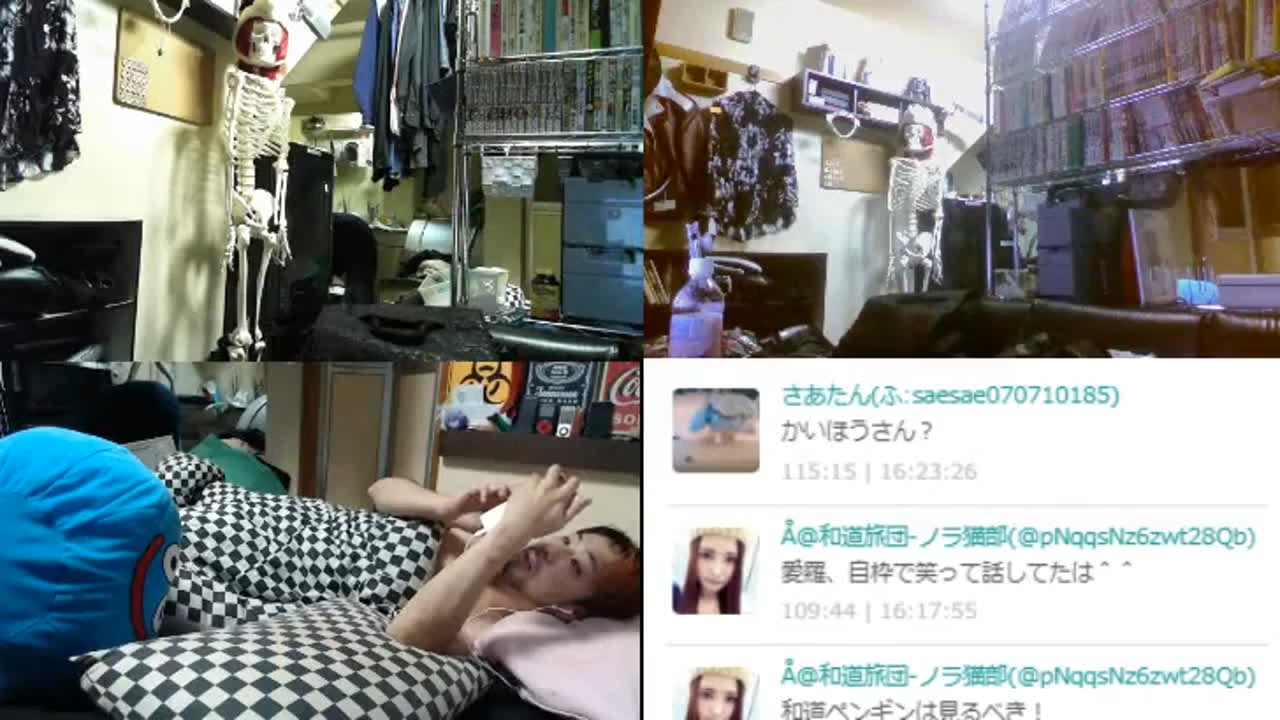 さあたん(ふ:saesae070710185)
かいほうさん？
115:15 | 16:23:26
Å@和道旅団-ノラ猫部(@pNqqsNz6zwt28Qb)
愛羅、自枠で笑って話してたは＾＾
109:44 | 16:17:55
Å@和道旅団-ノラ猫部(@pNqqsNz6zwt28Qb)
和道ペンギンは見るべき！